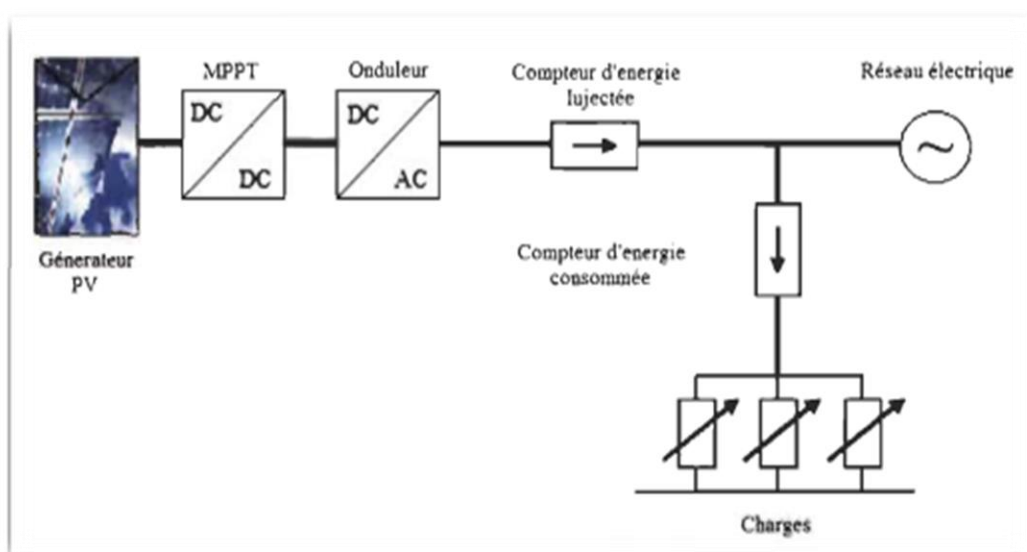 MPPT
Onduleur
Compteur d'energie
Iujectée
Réseau électrique
DC
DC
DC
AC
~
Génerateur
PV
Compteur d'energie
consommée
Charges